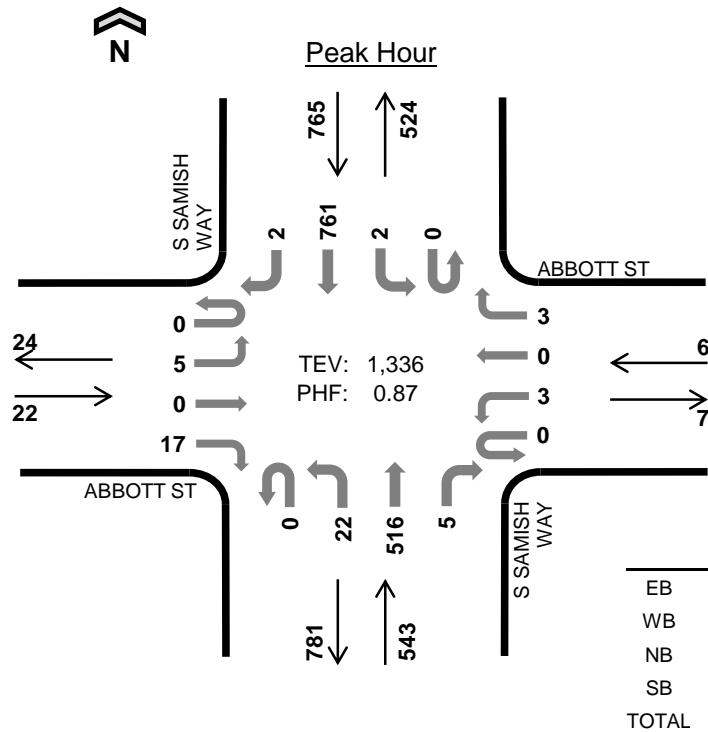 N
Peak Hour
765
524
S SAMISH
WAY
2
761
2
0
ABBOTT ST
0
3
24
5
TEV: 1,336
0
6
22
0
PHF: 0.87
3
7
17
0
ABBOTT ST
0
22
516
5
S SAMISH
WAY
781
543
EB
WB
NB
SB
TOTAL